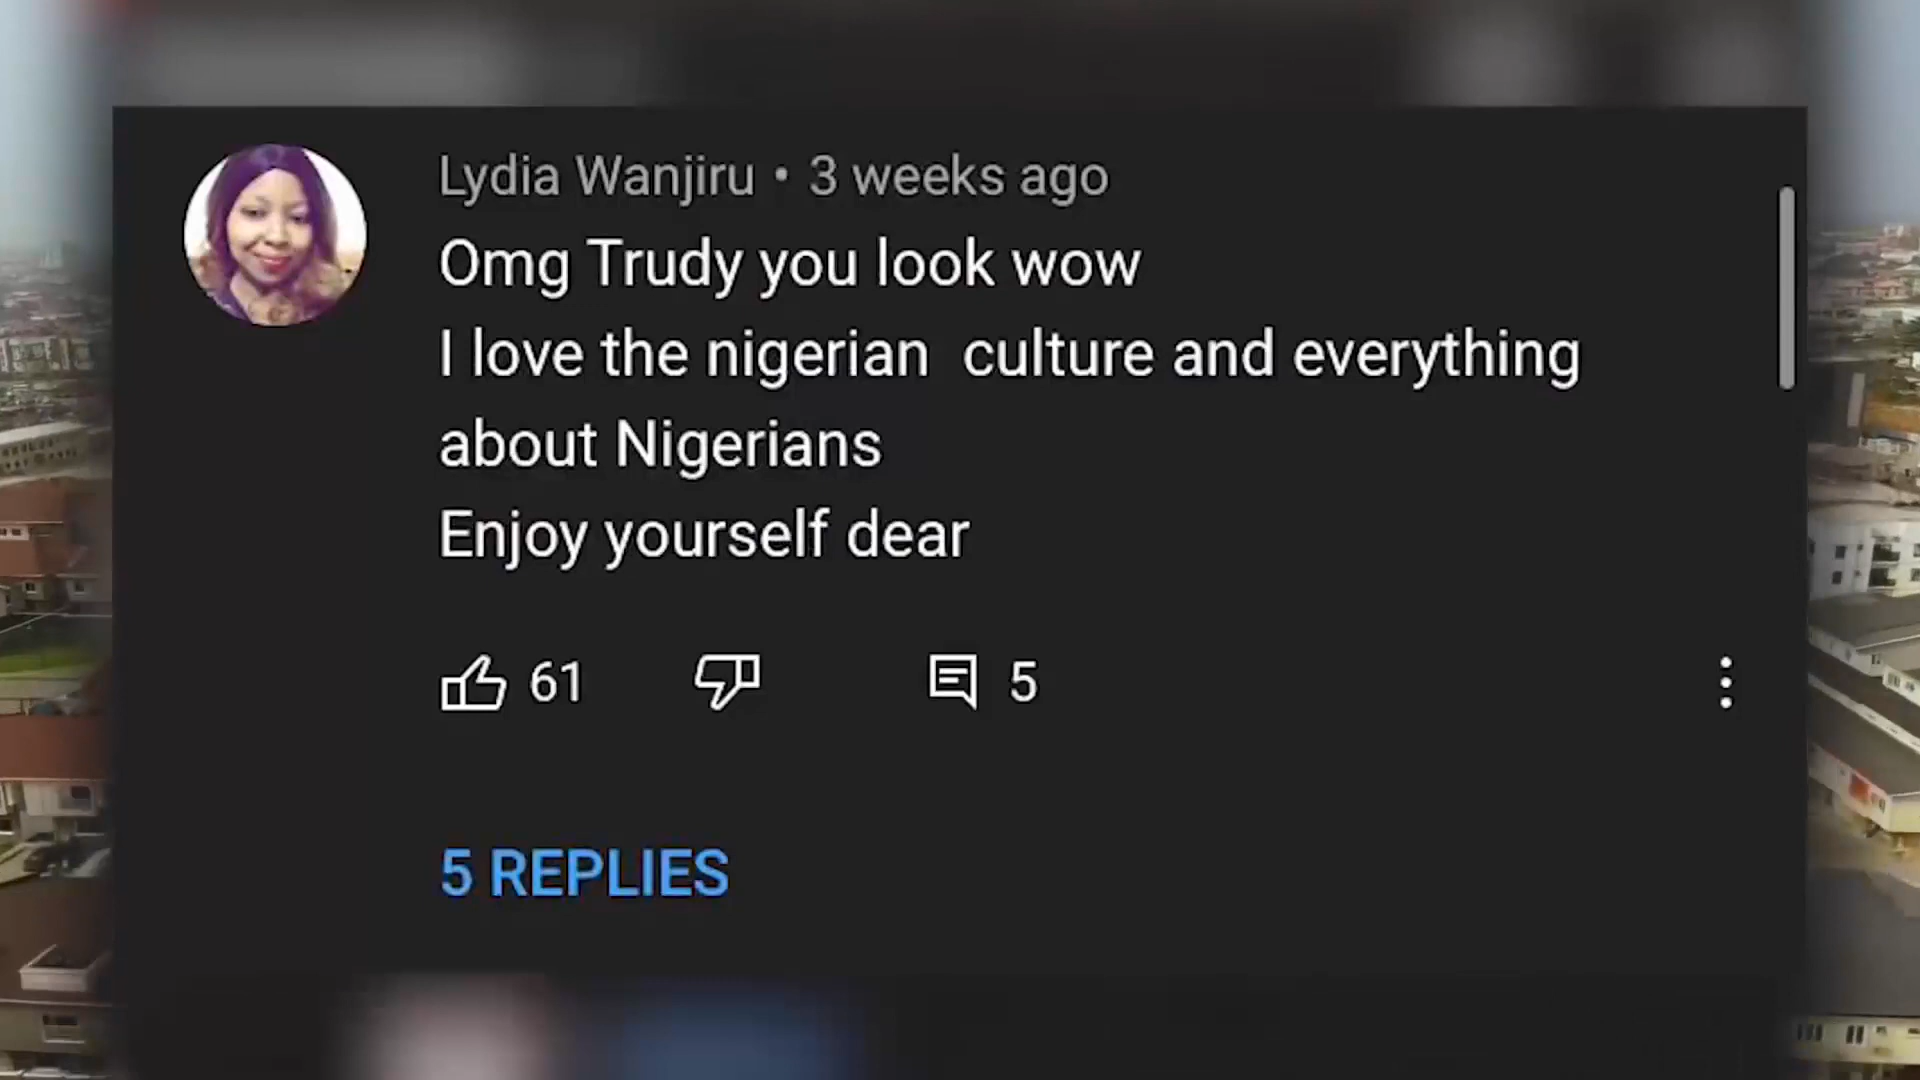 Lydia Wanjiru • 3 weeks ago
Omg Trudy you look wow
I love the nigerian  culture and everything
about Nigerians
Enjoy yourself dear
61 5
5 REPLIES